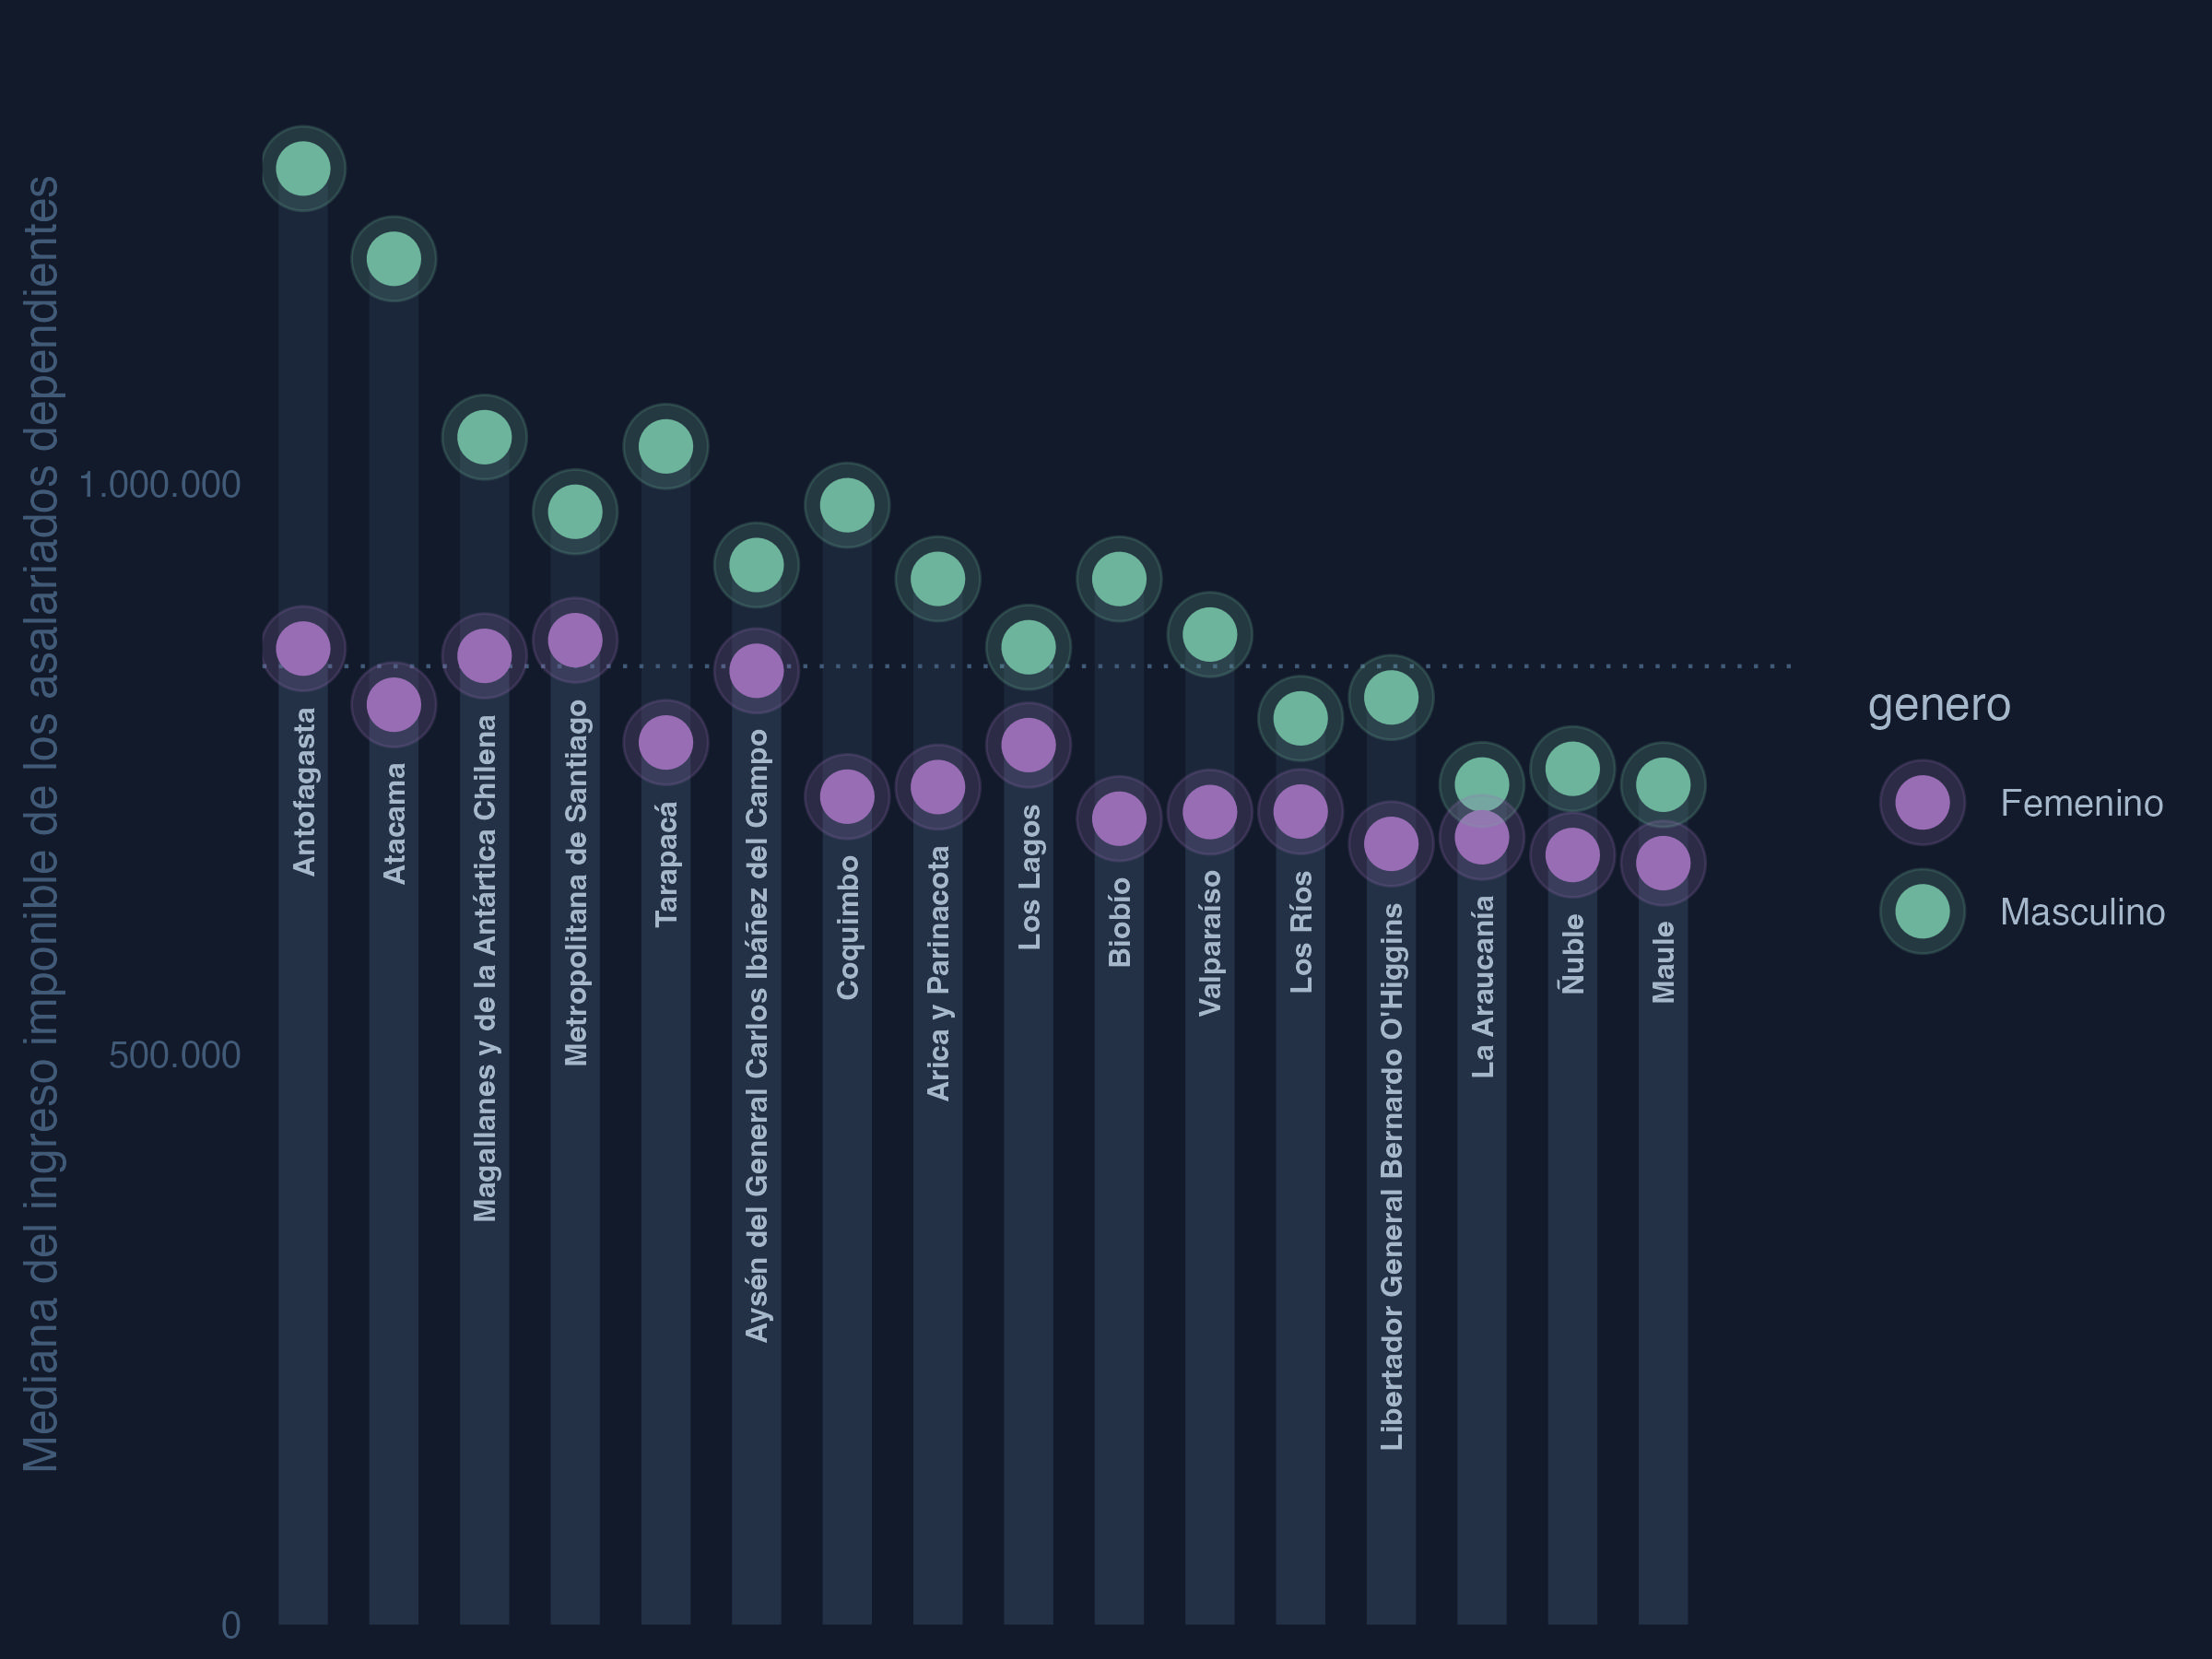 Mediana del ingreso imponible de los asalariados dependientes
1.000.000
500.000
0
Antofagasta
Atacama
Magallanes y de la Antártica Chilena
Metropolitana de Santiago
Tarapacá
Aysén del General Carlos Ibáñez del Campo
Coquimbo
Arica y Parinacota
Los Lagos
Biobío
Valparaíso
Los Ríos
Libertador General Bernardo O'Higgins
La Araucanía
Ñuble
Maule
genero
Femenino
Masculino